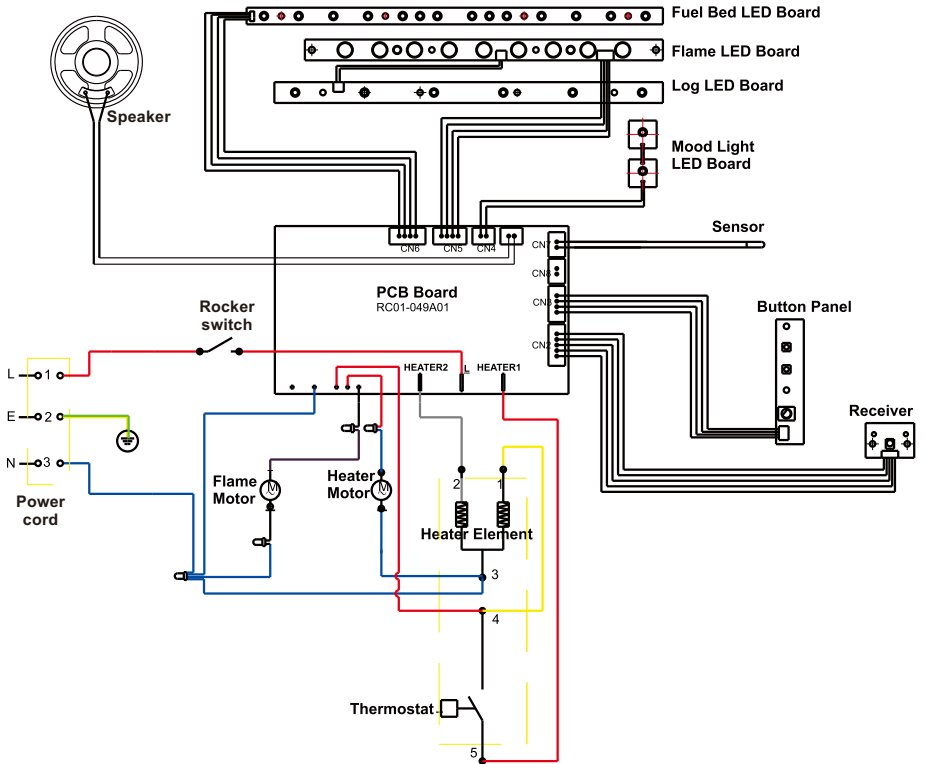 Fuel Bed LED Board
Flame LED Board
Log LED Board
Speaker
Mood Light
LED Board
Sensor
CN6
CN5
CN4
CN7
CN8
CN3
CN2
PCB Board
RC01-049A01
Button Panel
Rocker
switch
HEATER2
L
HEATER1
L
1
E
2
N
3
Power
cord
Receiver
Flame
Motor
M
Heater
Motor
M
2
1
Heater Element
3
4
Thermostat
5